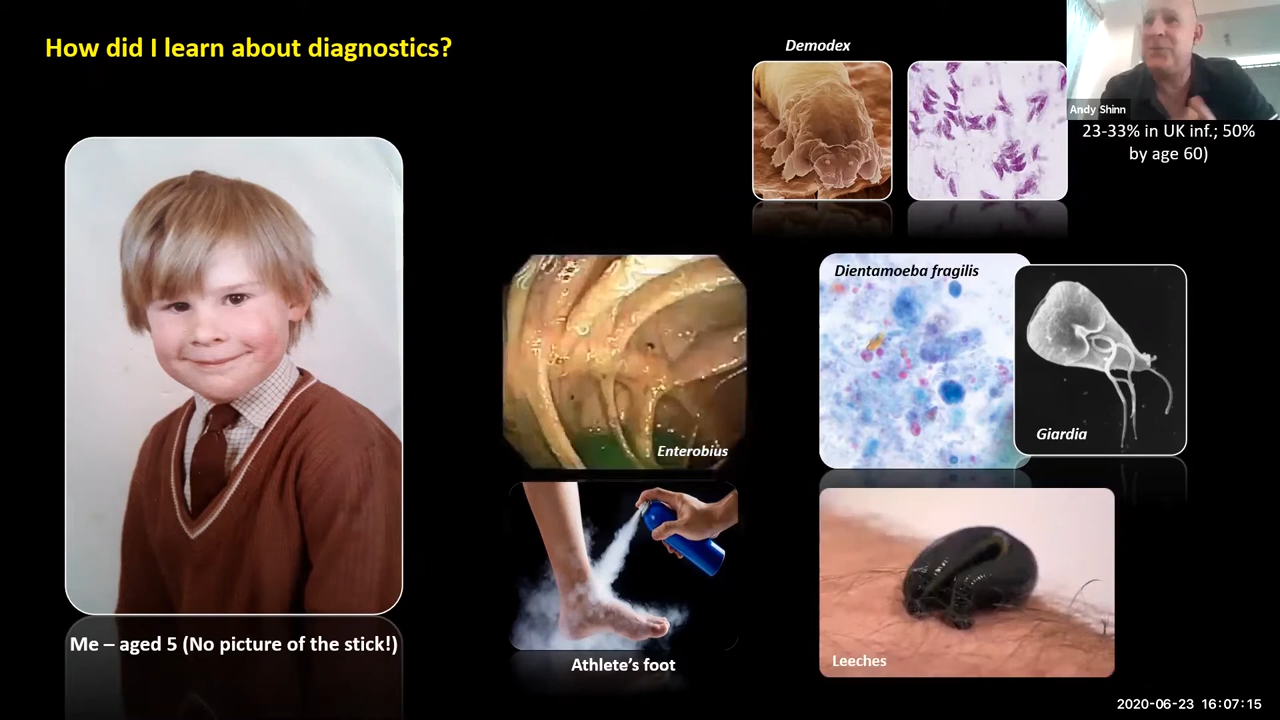 How did I learn about diagnostics?
Demodex
Andy Shinn
23-33% in UK inf.; 50%
by age 60)
Dientamoeba fragilis
Giardia
Enterobius
Me – aged 5 (No picture of the stick!)
Athlete's foot
Leeches
2020-06-23 16:07:15